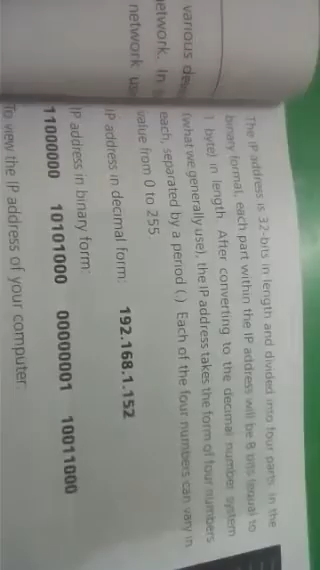 various dev
network. In
network us
The IP address is 32-bits in length and divided into four parts. In the
binary format, each part within the IP address will be 8 bits (equal to
1 byte) in length. After converting to the decimal number system
(what we generally use), the IP address takes the form of four numbers
each, separated by a period (.) Each of the four numbers can vary in
value from 0 to 255
IP address in decimal form: 192.168.1.152
IP address in binary form:
11000000 10101000 00000001 10011000
To view the IP address of your computer: